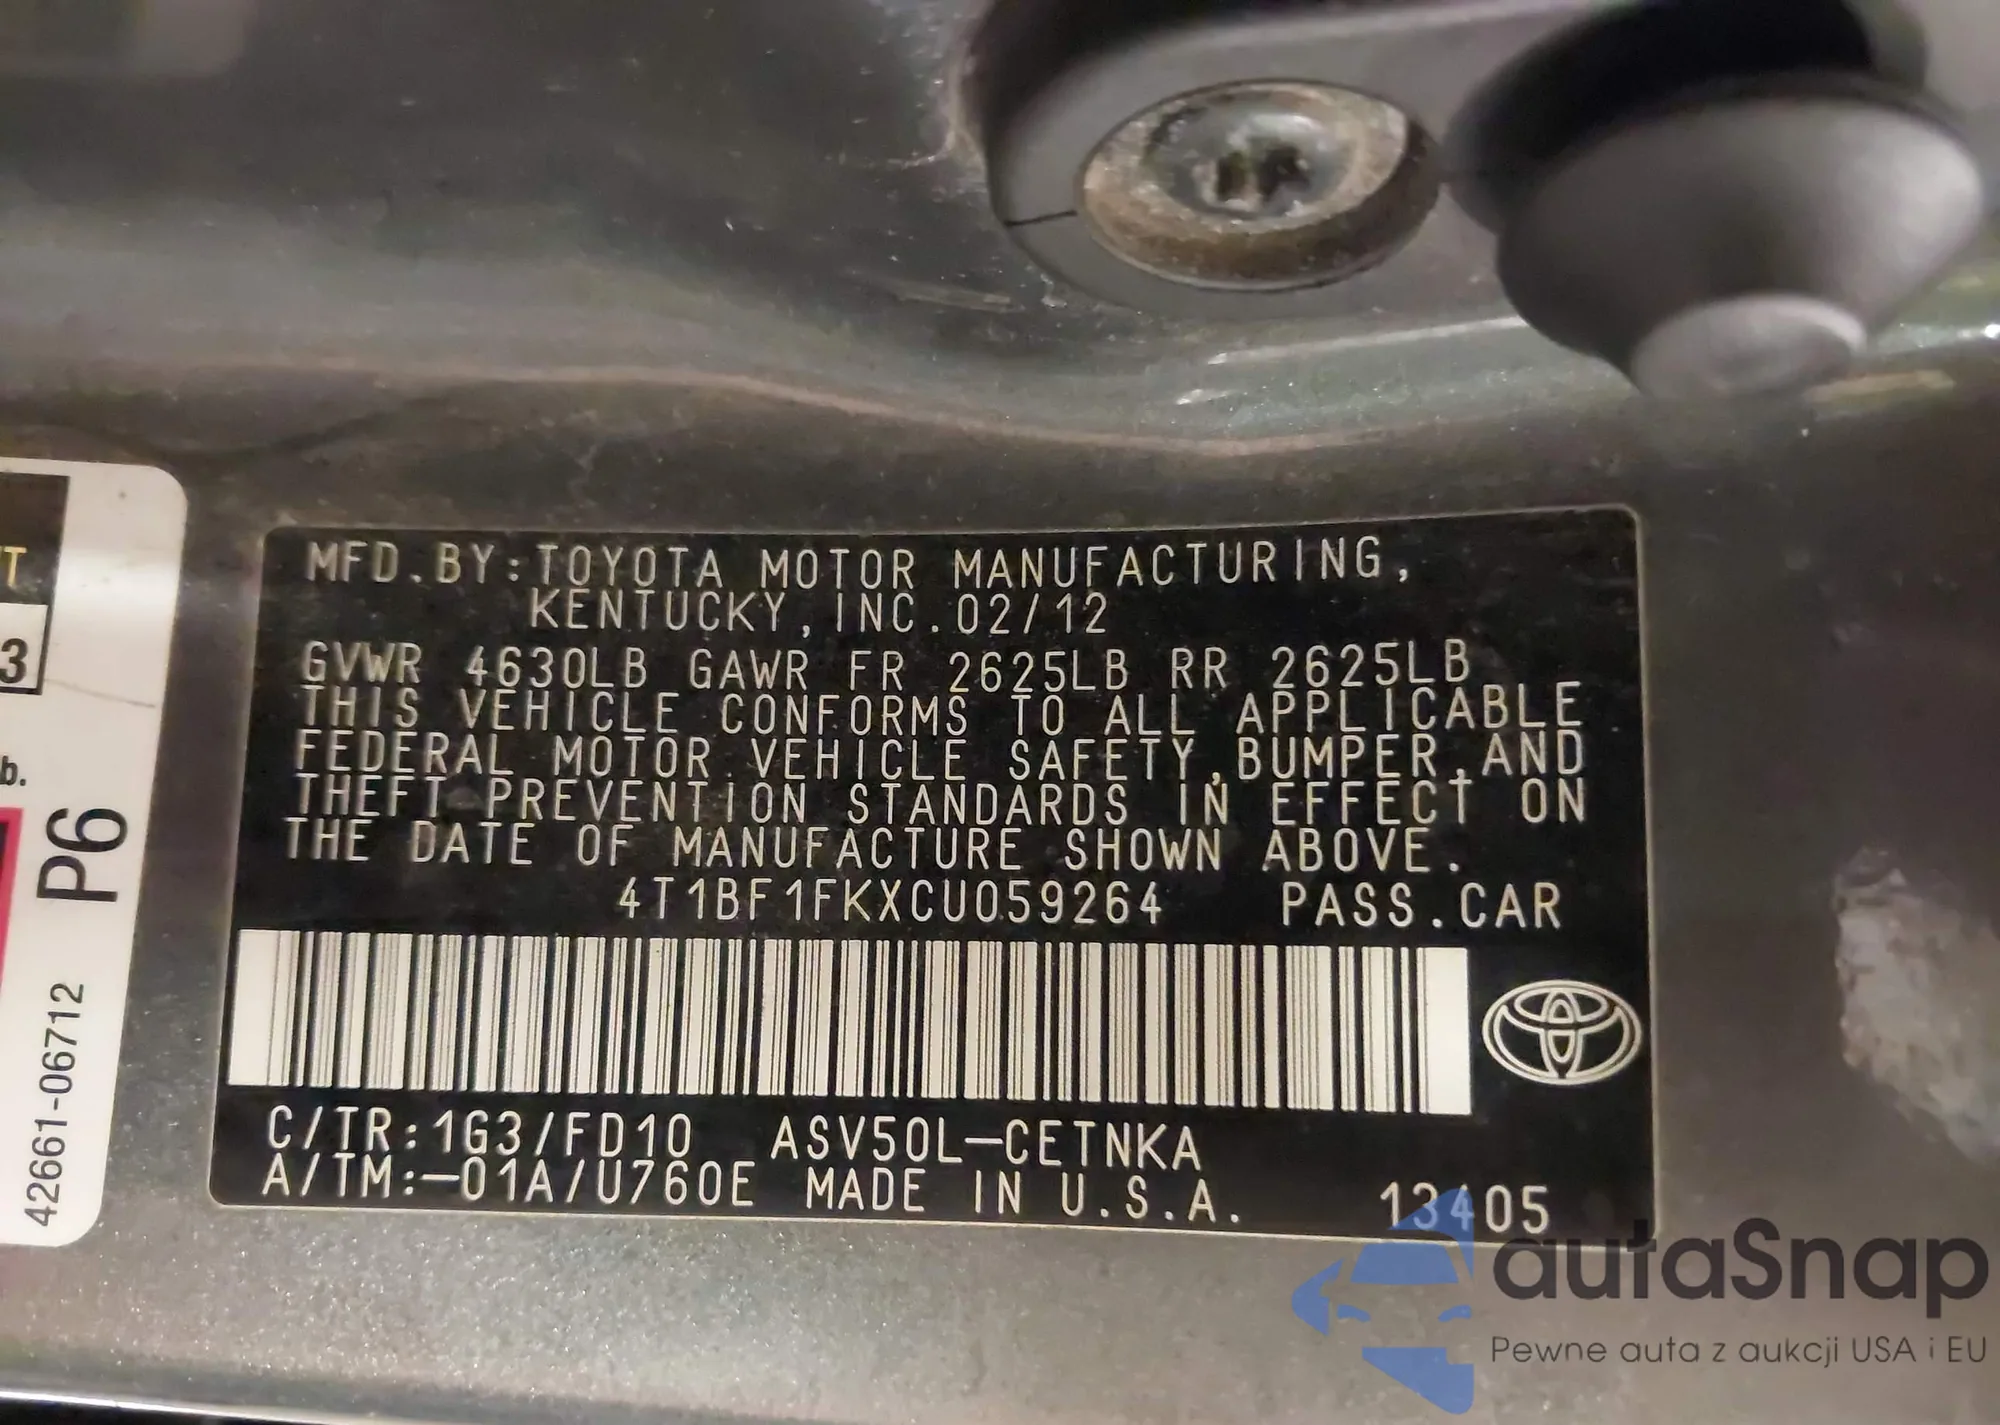 MFD.BY:TOYOTA MOTOR MANUFACTURING,
KENTUCKY,INC.02/12
GVWR 4630LB GAWR FR 2625LB RR 2625LB
THIS VEHICLE CONFORMS TO ALL APPLICABLE
FEDERAL MOTOR VEHICLE SAFETY,BUMPER,AND
THEFT PREVENTION STANDARDS IN EFFECT ON
THE DATE OF MANUFACTURE SHOWN ABOVE.
4T1BF1FKXCU059264 PASS.CAR
C/TR:1G3/FD10 ASV50L-CETNKA
A/TM:-01A/U760E MADE IN U.S.A. 13405
3
b.
P6
42661-06712
autaSnap
Pewne auta z aukcji USA i EU